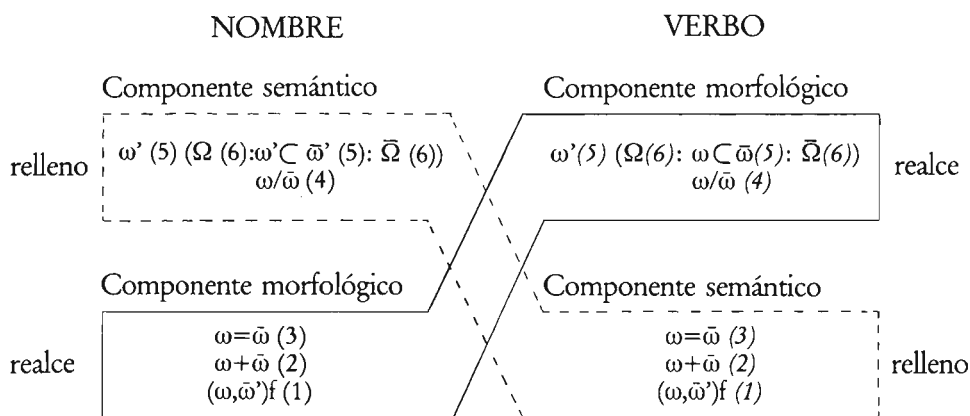 NOMBRE VERBO
Componente semántico Componente morfológico
relleno ω' (5) (Ω (6):ω'⊂ ω̄' (5): Ω̄ (6)) ω'(5) (Ω(6): ω⊂ω̄(5): Ω̄(6)) realce
ω/ω̄ (4) ω/ω̄ (4)
Componente morfológico Componente semántico
ω=ω̄ (3) ω=ω̄ (3)
realce ω+ω̄ (2) ω+ω̄ (2) relleno
(ω,ω̄')f (1) (ω,ω̄')f (1)